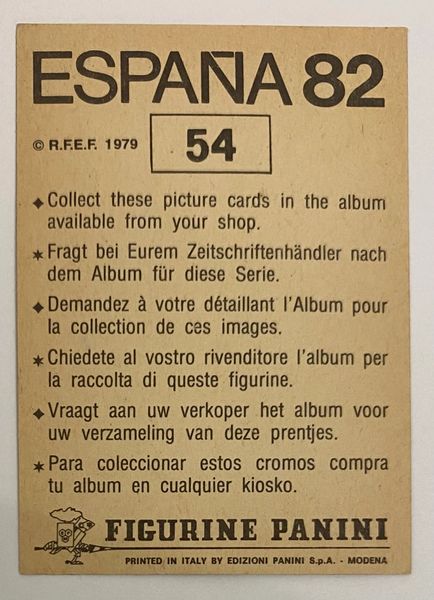 ESPAÑA 82
© R.F.E.F. 1979 54
◆ Collect these picture cards in the album
available from your shop.
✶ Fragt bei Eurem Zeitschriftenhändler nach
dem Album für diese Serie.
◆ Demandez à votre détaillant l'Album pour
la collection de ces images.
✶ Chiedete al vostro rivenditore l'album per
la raccolta di queste figurine.
◆ Vraagt aan uw verkoper het album voor
uw verzameling van deze prentjes.
✶ Para coleccionar estos cromos compra
tu album en cualquier kiosko.
FIGURINE PANINI
PRINTED IN ITALY BY EDIZIONI PANINI S.p.A. - MODENA